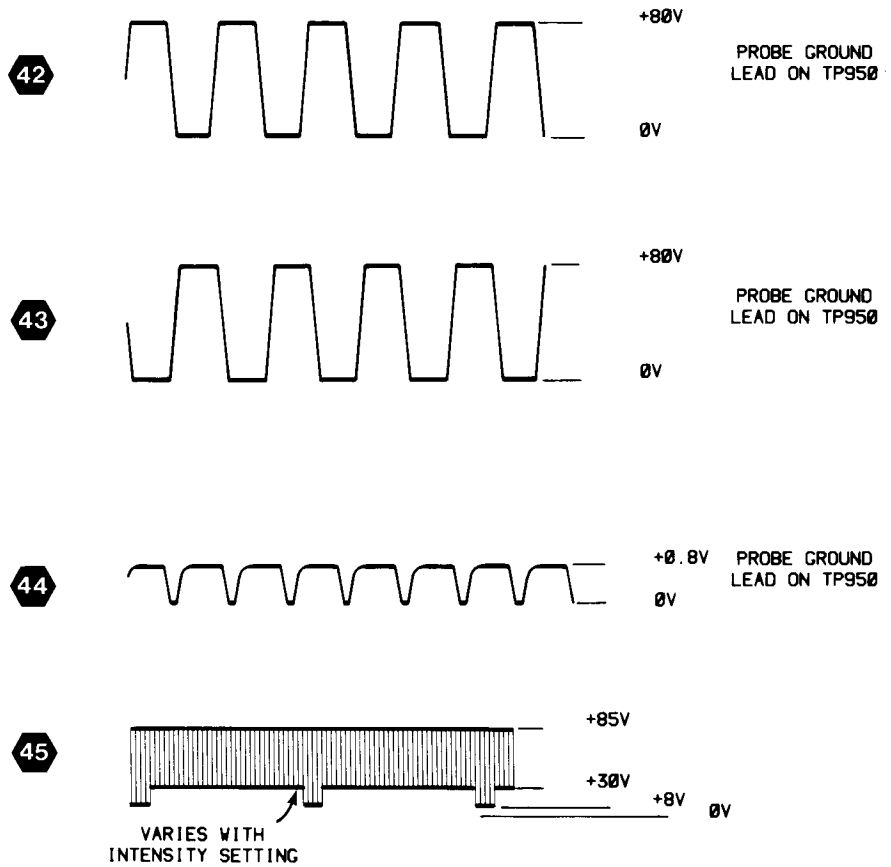 +80V
PROBE GROUND
LEAD ON TP950
42
0V
+80V
PROBE GROUND
LEAD ON TP950
43
0V
+0.8V
PROBE GROUND
LEAD ON TP950
44
0V
+85V
45
+30V
+8V
0V
VARIES WITH
INTENSITY SETTING